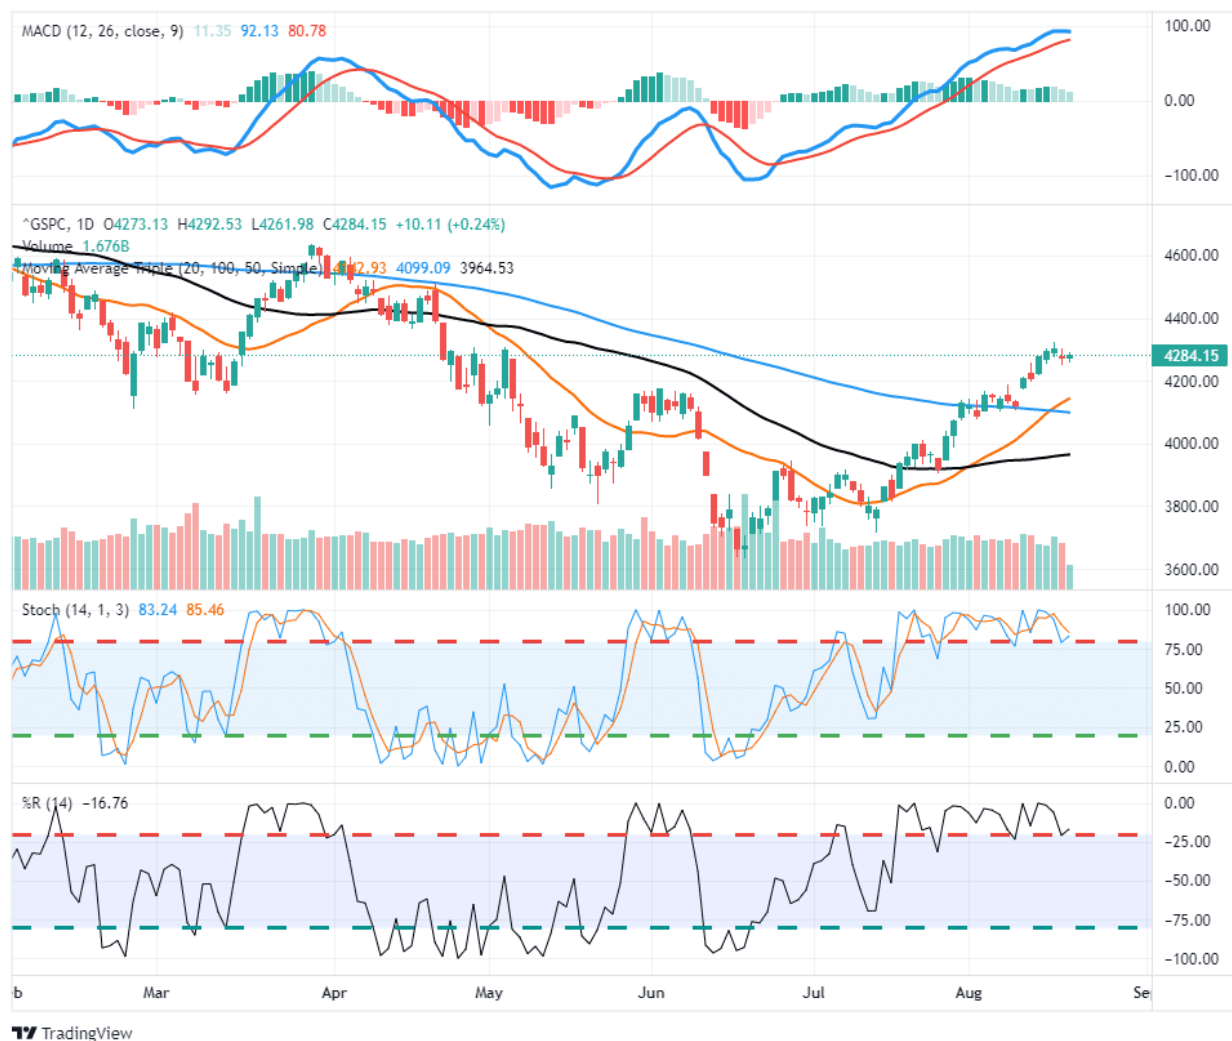 MACD (12, 26, close, 9) 11.35 92.13 80.78
100.00
0.00
−100.00
^GSPC, 1D O4273.13 H4292.53 L4261.98 C4284.15 +10.11 (+0.24%)
Volume 1.676B
Moving Average Triple (20, 100, 50, Simple) 4099.09 3964.53
4600.00
4400.00
4284.15
4200.00
4000.00
3800.00
3600.00
Stoch (14, 1, 3) 83.24 85.46
100.00
75.00
50.00
25.00
0.00
%R (14) −16.76
0.00
−25.00
−50.00
−75.00
−100.00
Mar Apr May Jun Jul Aug
TradingView